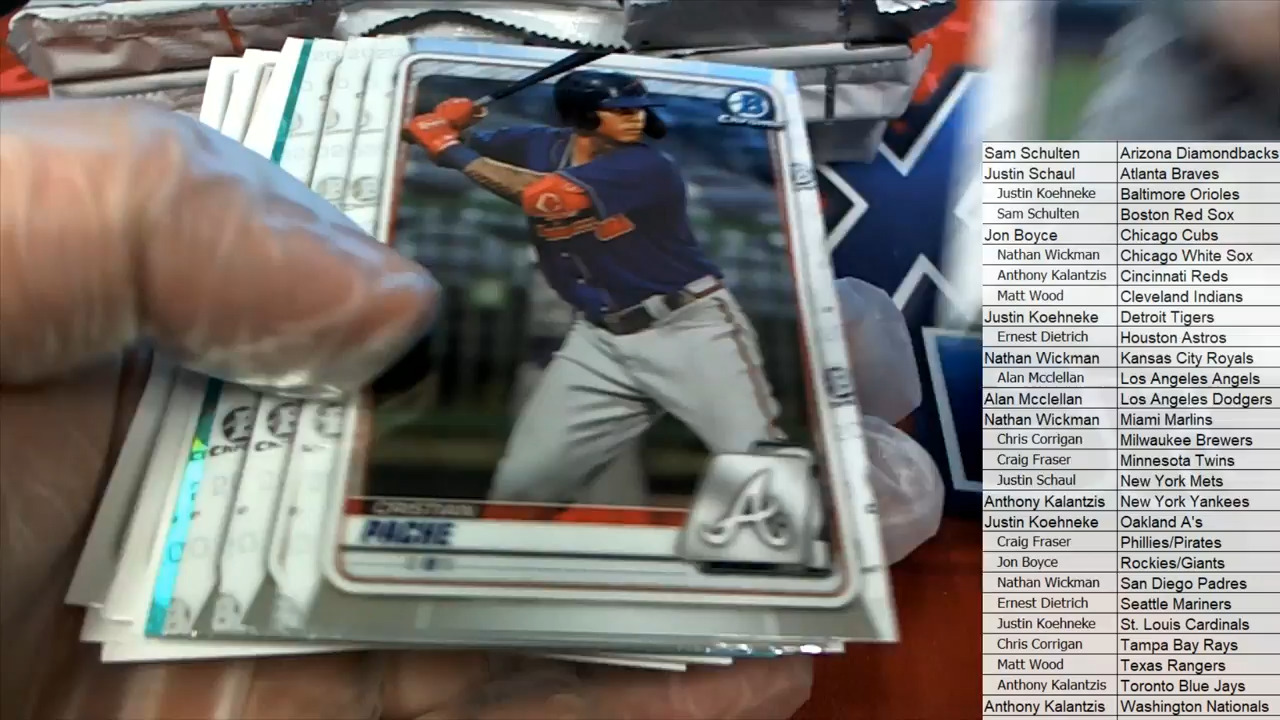 CHROME
CRISTIAN
PACHE
Sam Schulten Arizona Diamondbacks
Justin Schaul Atlanta Braves
Justin Koehneke Baltimore Orioles
Sam Schulten Boston Red Sox
Jon Boyce Chicago Cubs
Nathan Wickman Chicago White Sox
Anthony Kalantzis Cincinnati Reds
Matt Wood Cleveland Indians
Justin Koehneke Detroit Tigers
Ernest Dietrich Houston Astros
Nathan Wickman Kansas City Royals
Alan Mcclellan Los Angeles Angels
Alan Mcclellan Los Angeles Dodgers
Nathan Wickman Miami Marlins
Chris Corrigan Milwaukee Brewers
Craig Fraser Minnesota Twins
Justin Schaul New York Mets
Anthony Kalantzis New York Yankees
Justin Koehneke Oakland A's
Craig Fraser Phillies/Pirates
Jon Boyce Rockies/Giants
Nathan Wickman San Diego Padres
Ernest Dietrich Seattle Mariners
Justin Koehneke St. Louis Cardinals
Chris Corrigan Tampa Bay Rays
Matt Wood Texas Rangers
Anthony Kalantzis Toronto Blue Jays
Anthony Kalantzis Washington Nationals